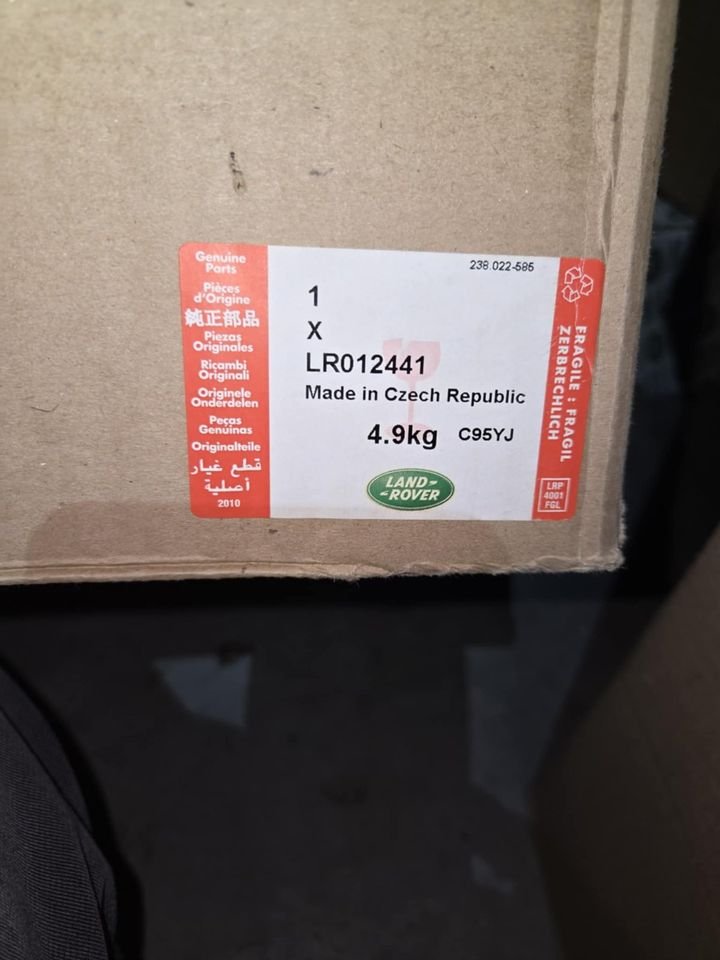 Genuine
Parts
Pièces
d'Origine
純正部品
Piezas
Originales
Ricambi
Originali
Originele
Onderdelen
Peças
Genuinas
Originalteile
قطع غيار
أصلية
2010
238.022-585
1
X
LR012441
Made in Czech Republic
4.9kg C95YJ
LAND-
-ROVER
FRAGILE : FRAGIL
ZERBRECHLICH
LRP
4001
FGL